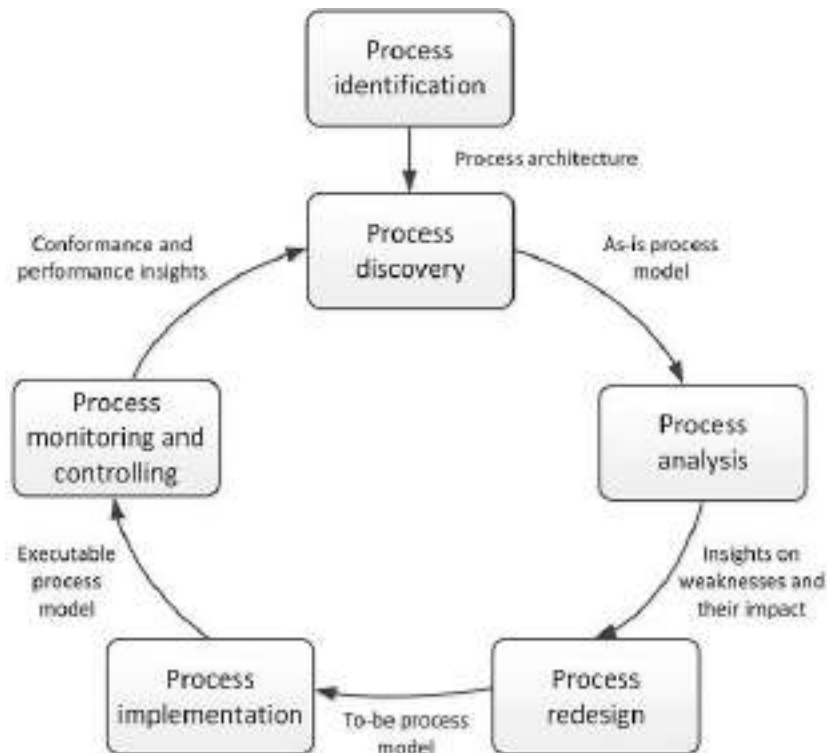 Process
identification
Process architecture
Process
discovery
Conformance and
performance insights
As-is process
model
Process
monitoring and
controlling
Process
analysis
Executable
process
model
Insights on
weaknesses and
their impact
Process
implementation
To-be process
model
Process
redesign